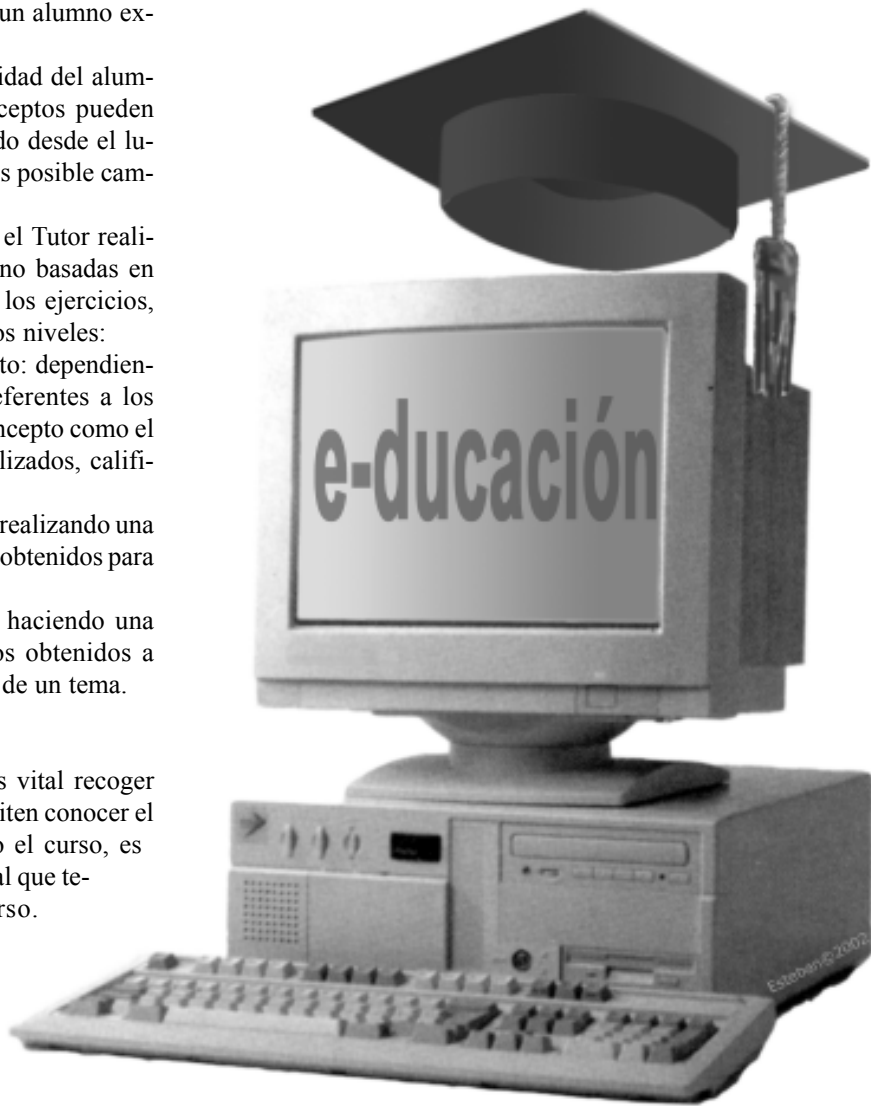 un alumno ex-
idad del alum-
ceptos pueden
do desde el lu-
s posible cam-
el Tutor reali-
no basadas en
los ejercicios,
os niveles:
to: dependien-
eferentes a los
ncepto como el
lizados, califi-
realizando una
obtenidos para
haciendo una
os obtenidos a
de un tema.
s vital recoger
iten conocer el
o el curso, es
al que te-
rso.
e-ducación
Esteban©2002